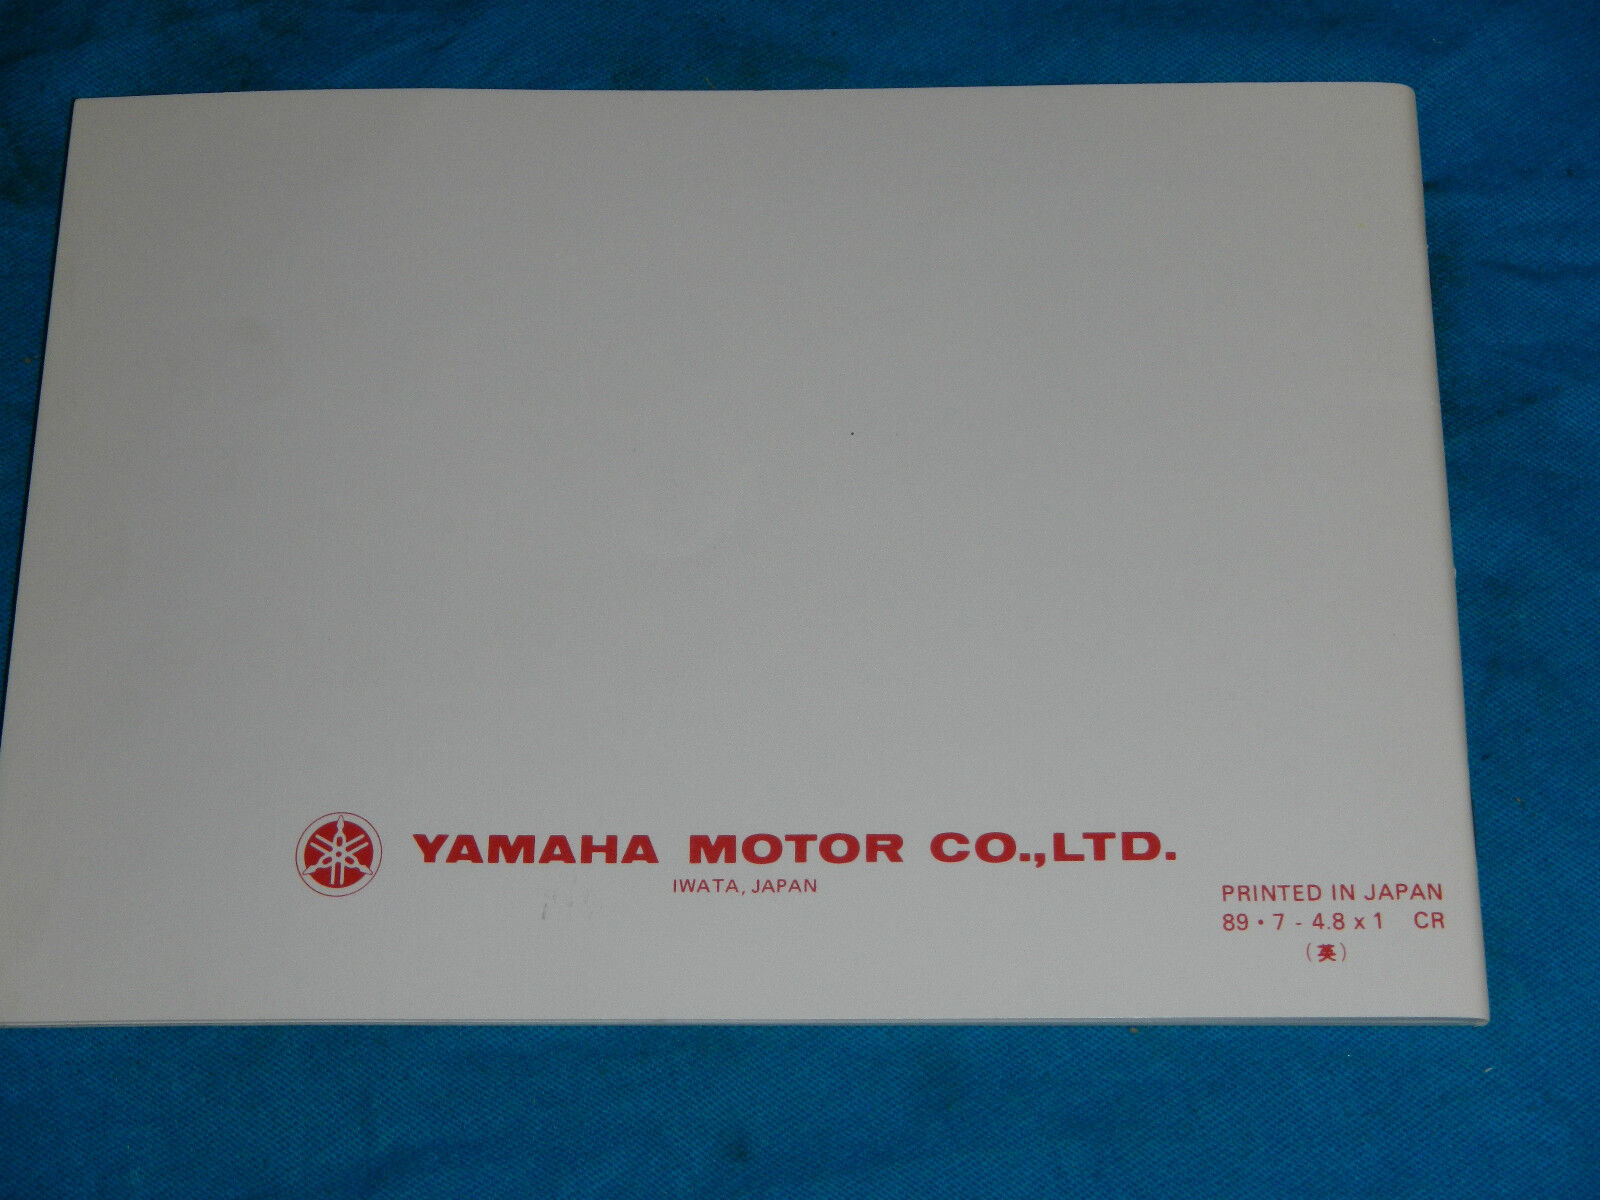 YAMAHA MOTOR CO.,LTD.
IWATA, JAPAN
PRINTED IN JAPAN
89・7 - 4.8 x 1 CR
(英)